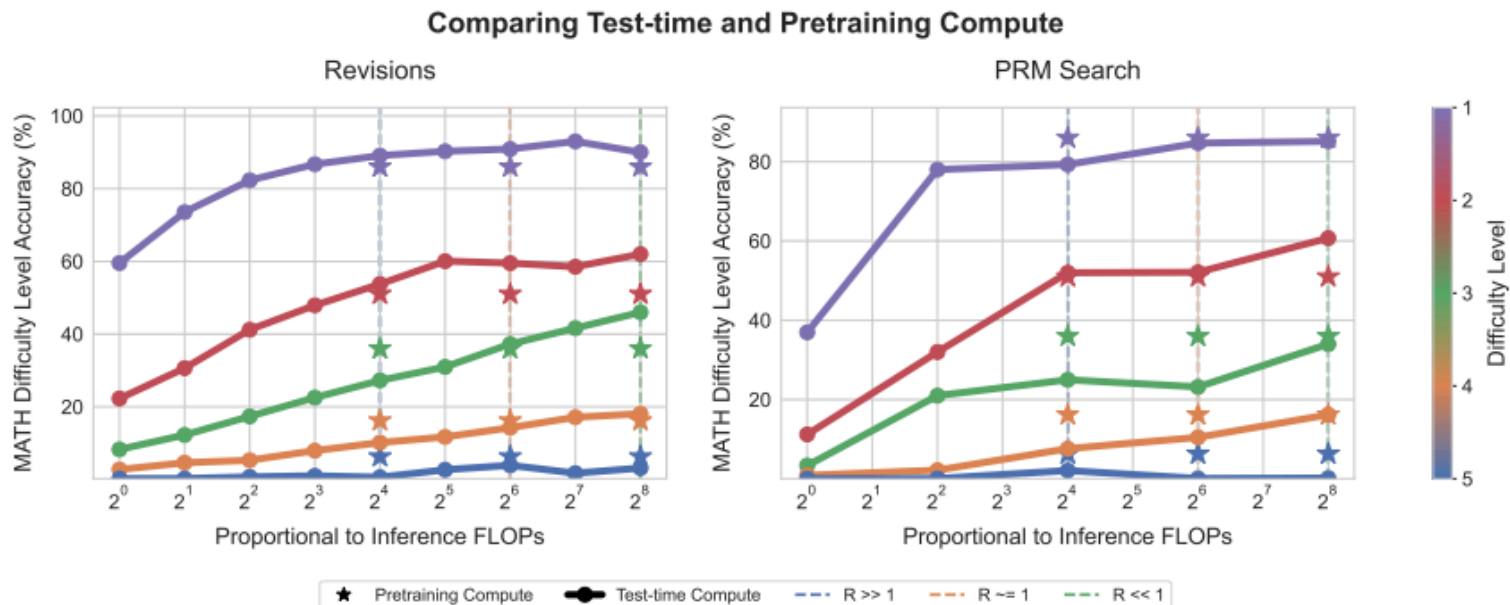 Comparing Test-time and Pretraining Compute
Revisions
PRM Search
MATH Difficulty Level Accuracy (%)
100
80
60
40
20
2^0 2^1 2^2 2^3 2^4 2^5 2^6 2^7 2^8
Proportional to Inference FLOPs
MATH Difficulty Level Accuracy (%)
80
60
40
20
2^0 2^1 2^2 2^3 2^4 2^5 2^6 2^7 2^8
Proportional to Inference FLOPs
1
2
3
4
5
Difficulty Level
Pretraining Compute Test-time Compute R >> 1 R ~= 1 R << 1